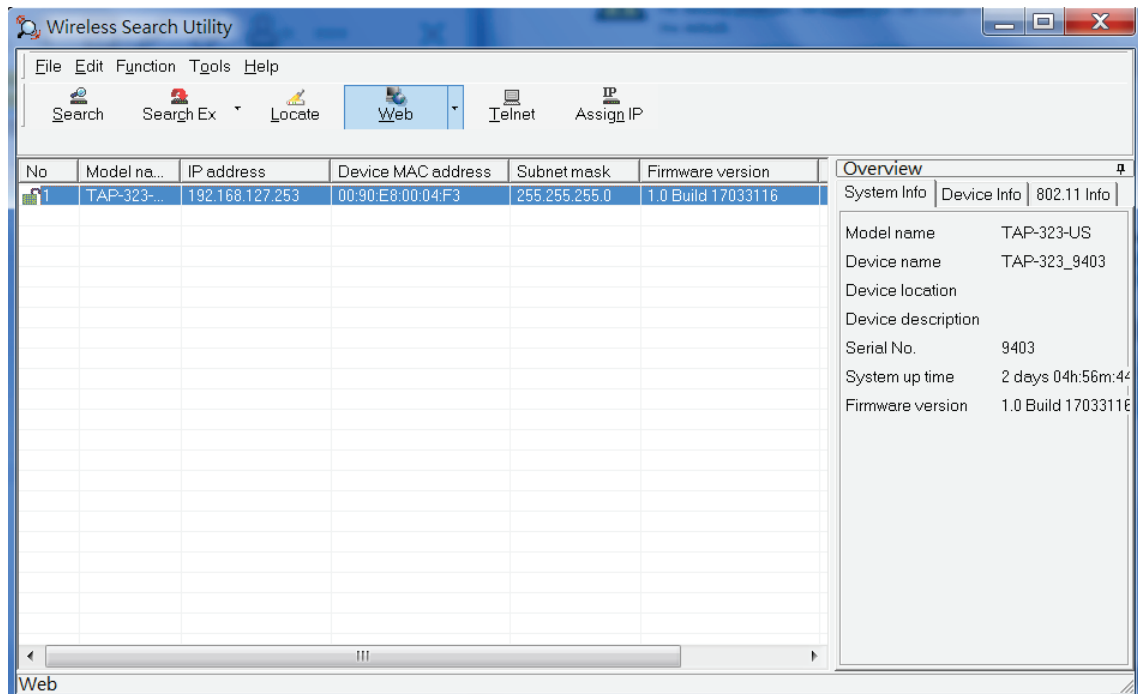 Wireless Search Utility
File Edit Function Tools Help
Search Search Ex Locate Web Telnet IP Assign IP
No Model na... IP address Device MAC address Subnet mask Firmware version
1 TAP-323-... 192.168.127.253 00:90:E8:00:04:F3 255.255.255.0 1.0 Build 17033116
Overview
System Info Device Info 802.11 Info
Model name TAP-323-US
Device name TAP-323_9403
Device location
Device description
Serial No. 9403
System up time 2 days 04h:56m:44
Firmware version 1.0 Build 17033116
Web